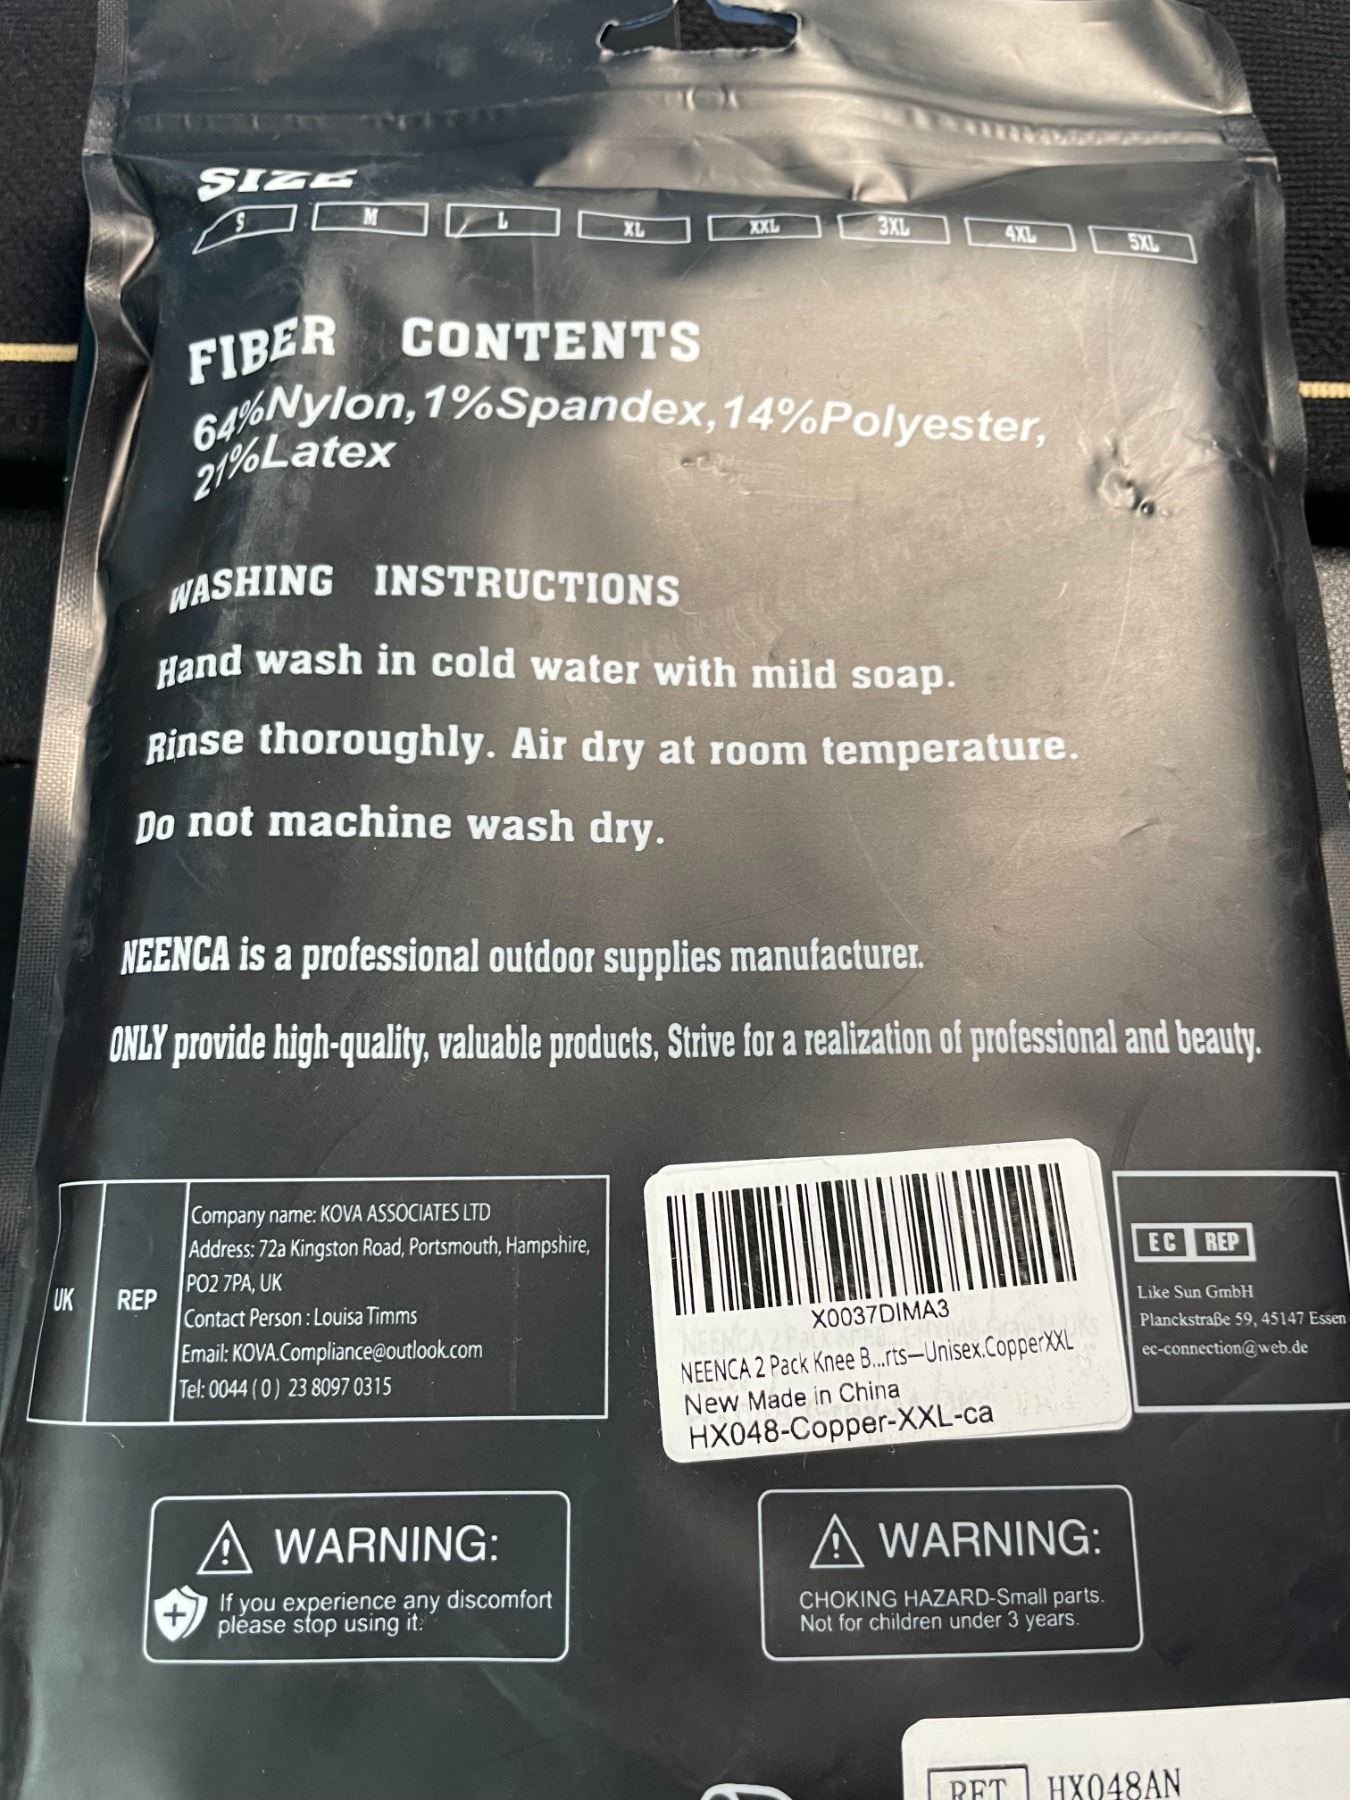 SIZE
S M L XL XXL 3XL 4XL 5XL
FIBER CONTENTS
64%Nylon,1%Spandex,14%Polyester,
21%Latex
WASHING INSTRUCTIONS
Hand wash in cold water with mild soap.
Rinse thoroughly. Air dry at room temperature.
Do not machine wash dry.
NEENCA is a professional outdoor supplies manufacturer.
ONLY provide high-quality, valuable products, Strive for a realization of professional and beauty.
UK REP
Company name: KOVA ASSOCIATES LTD
Address: 72a Kingston Road, Portsmouth, Hampshire,
PO2 7PA, UK
Contact Person : Louisa Timms
Email: KOVA.Compliance@outlook.com
Tel: 0044 ( 0 ) 23 8097 0315
X0037DIMA3
NEENCA 2 Pack Knee B...rts—Unisex.CopperXXL
New Made in China
HX048-Copper-XXL-ca
EC REP
Like Sun GmbH
Planckstraße 59, 45147 Essen
ec-connection@web.de
WARNING:
If you experience any discomfort
please stop using it.
WARNING:
CHOKING HAZARD-Small parts.
Not for children under 3 years.
HX048AN